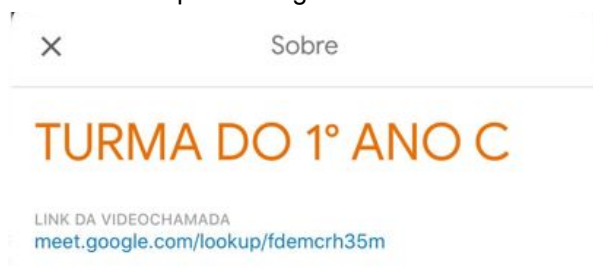 Sobre
TURMA DO 1° ANO C
LINK DA VIDEOCHAMADA
meet.google.com/lookup/fdemcrh35m